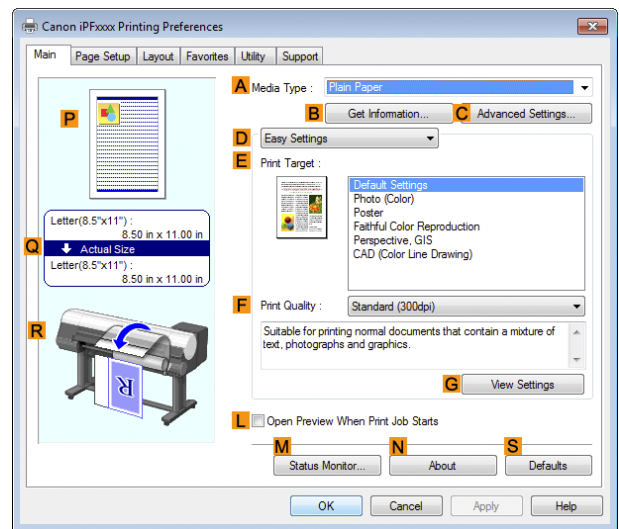 Canon iPFxxxx Printing Preferences
Main Page Setup Layout Favorites Utility Support
A Media Type : Plain Paper
B Get Information... C Advanced Settings...
D Easy Settings
E Print Target :
Default Settings
Photo (Color)
Poster
Faithful Color Reproduction
Perspective, GIS
CAD (Color Line Drawing)
F Print Quality : Standard (300dpi)
Suitable for printing normal documents that contain a mixture of
text, photographs and graphics.
G View Settings
L Open Preview When Print Job Starts
M Status Monitor... N About S Defaults
P
Q
Letter(8.5"x11") :
8.50 in x 11.00 in
Actual Size
Letter(8.5"x11") :
8.50 in x 11.00 in
R
R
OK Cancel Apply Help